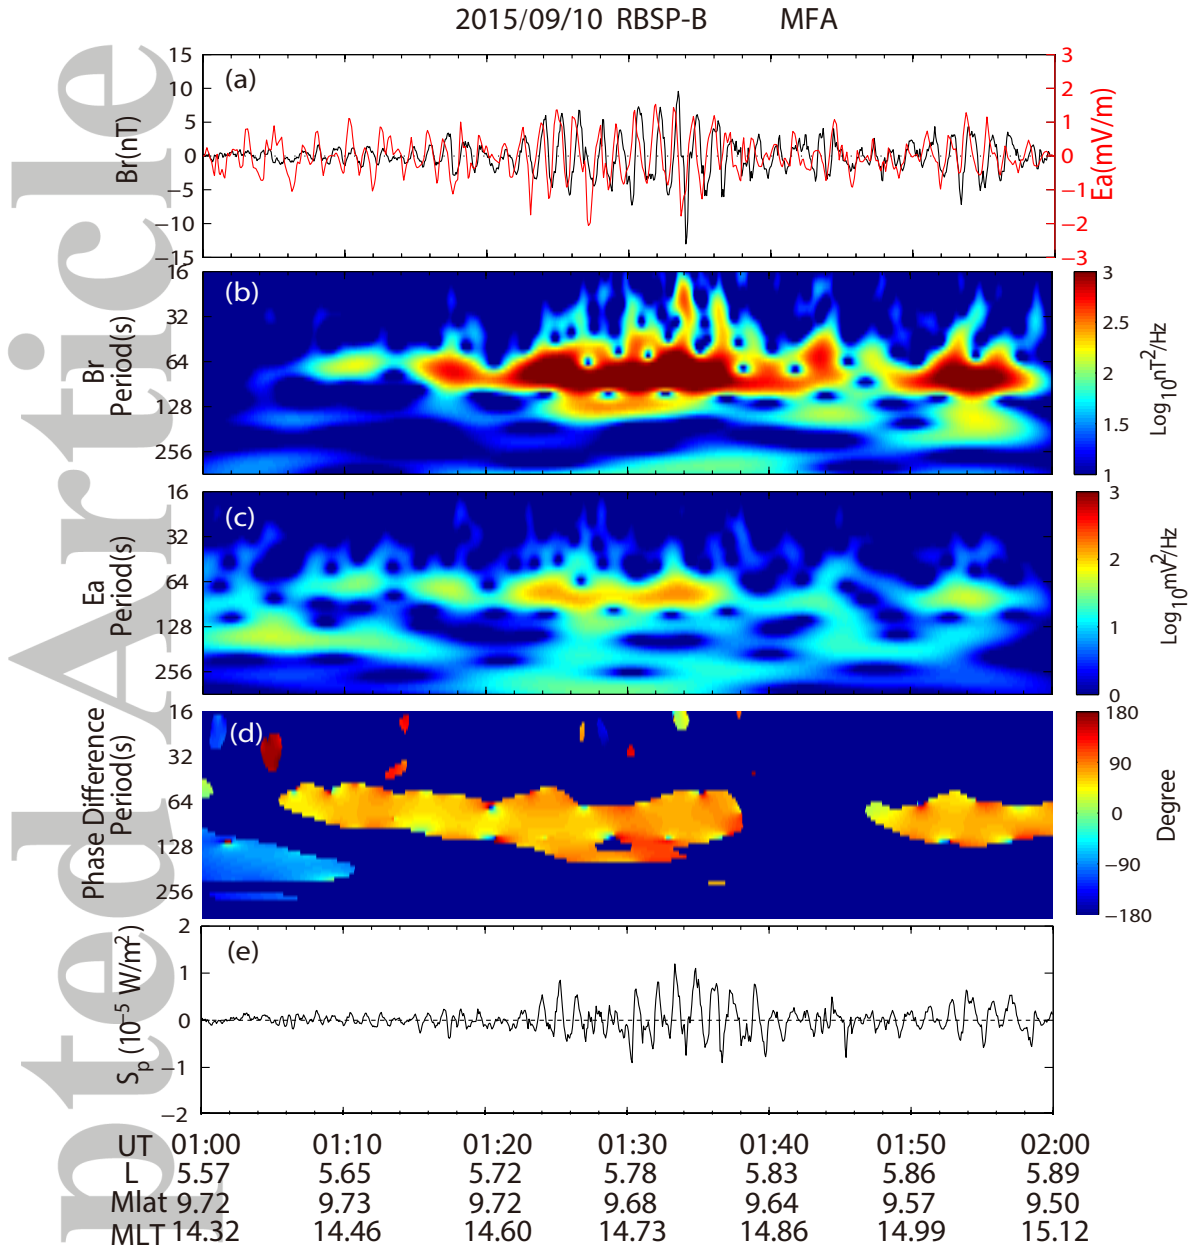 2015/09/10 RBSP-B MFA
(a)
Br(nT)
15
10
5
0
−5
−10
−15
3
2
1
0
−1
−2
−3
Ea(mV/m)
(b)
Br
Period(s)
16
32
64
128
256
3
2.5
2
1.5
1
Log10nT2/Hz
(c)
Ea
Period(s)
16
32
64
128
256
3
2
1
0
Log10mV2/Hz
(d)
Phase Difference
Period(s)
16
32
64
128
256
180
90
0
−90
−180
Degree
(e)
Sp (10−5 W/m2)
2
1
0
−1
−2
UT 01:00 01:10 01:20 01:30 01:40 01:50 02:00
L 5.57 5.65 5.72 5.78 5.83 5.86 5.89
Mlat 9.72 9.73 9.72 9.68 9.64 9.57 9.50
MLT 14.32 14.46 14.60 14.73 14.86 14.99 15.12
pted Article